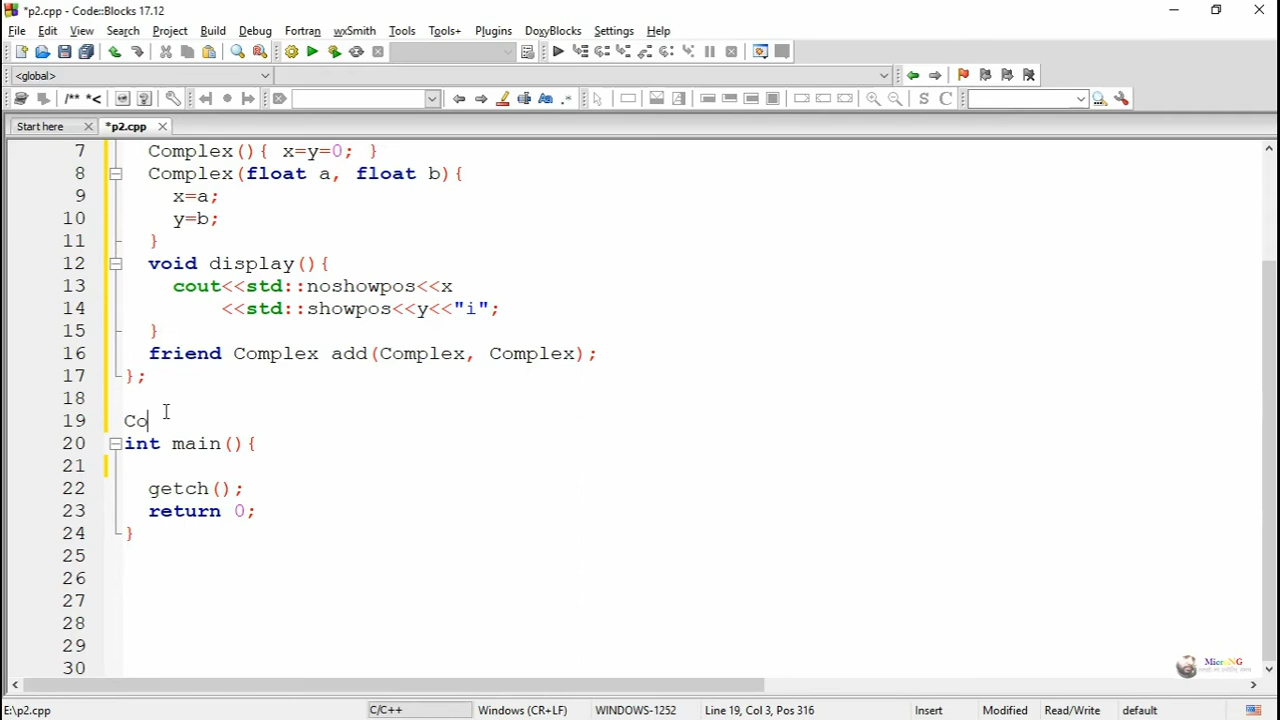 *p2.cpp - Code::Blocks 17.12
File Edit View Search Project Build Debug Fortran wxSmith Tools Tools+ Plugins DoxyBlocks Settings Help
<global>
/** *<
S C
Start here *p2.cpp
7 Complex(){ x=y=0; }
8 Complex(float a, float b){
9 x=a;
10 y=b;
11 }
12 void display(){
13 cout<<std::noshowpos<<x
14 <<std::showpos<<y<<"i";
15 }
16 friend Complex add(Complex, Complex);
17 };
18
19 Co
20 int main(){
21
22 getch();
23 return 0;
24 }
25
26
27
28
29
30
MicroNG
E:\p2.cpp C/C++ Windows (CR+LF) WINDOWS-1252 Line 19, Col 3, Pos 316 Insert Modified Read/Write default